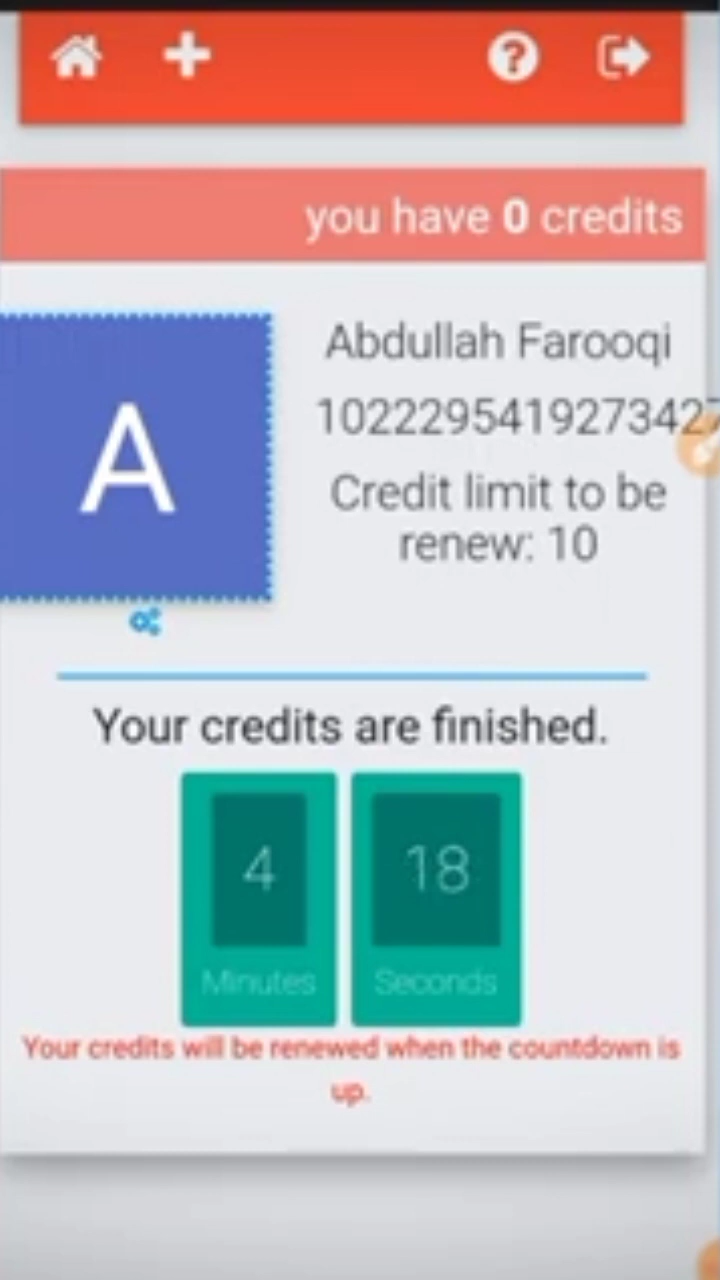 you have 0 credits
Abdullah Farooqi
A
Credit limit to be
renew: 10
Your credits are finished.
4
18
Minutes
Seconds
Your credits will be renewed when the countdown is
up.